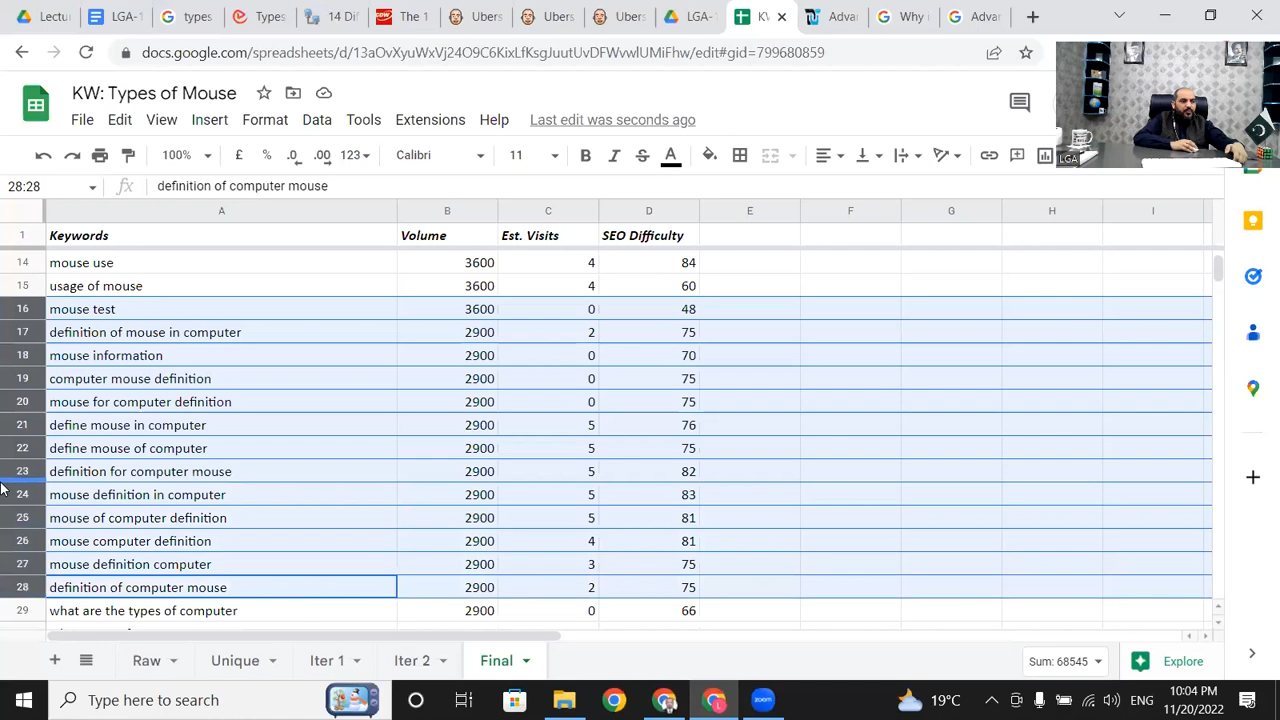 Lectu
LGA-
types
Types
14 Dif
The 1
Ubers
Ubers
Ubers
LGA-
KW
Advar
Why
Advar
docs.google.com/spreadsheets/d/13aOvXyuWxVj24O9C6KixLfKsgJuutUvDFWvwlUMiFhw/edit#gid=799680859
KW: Types of Mouse
File Edit View Insert Format Data Tools Extensions Help Last edit was seconds ago
100% £ % .0 .00 123 Calibri 11 B I S A
LGA
28:28 fx definition of computer mouse
A B C D E F G H I
1 Keywords Volume Est. Visits SEO Difficulty
14 mouse use 3600 4 84
15 usage of mouse 3600 4 60
16 mouse test 3600 0 48
17 definition of mouse in computer 2900 2 75
18 mouse information 2900 0 70
19 computer mouse definition 2900 0 75
20 mouse for computer definition 2900 0 75
21 define mouse in computer 2900 5 76
22 define mouse of computer 2900 5 75
23 definition for computer mouse 2900 5 82
24 mouse definition in computer 2900 5 83
25 mouse of computer definition 2900 5 81
26 mouse computer definition 2900 4 81
27 mouse definition computer 2900 3 75
28 definition of computer mouse 2900 2 75
29 what are the types of computer 2900 0 66
Raw Unique Iter 1 Iter 2 Final Sum: 68545 Explore
Type here to search
zoom
19°C
ENG
10:04 PM
11/20/2022